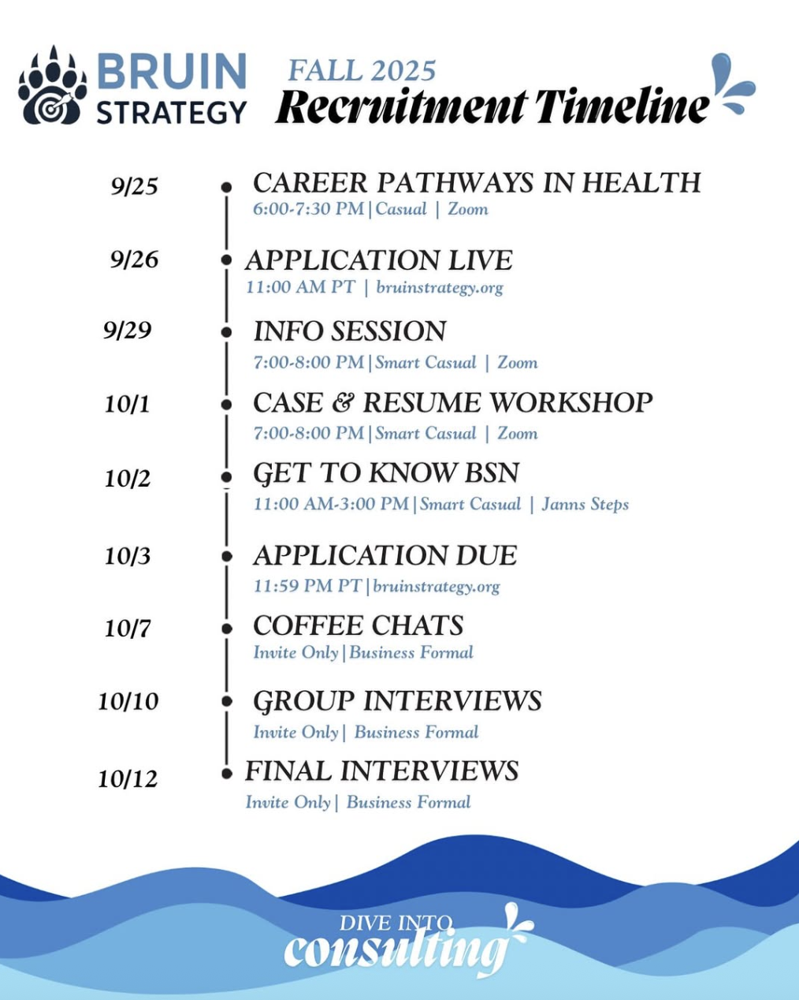 BRUIN
STRATEGY
FALL 2025
Recruitment Timeline
9/25
CAREER PATHWAYS IN HEALTH
6:00-7:30 PM|Casual | Zoom
9/26
APPLICATION LIVE
11:00 AM PT | bruinstrategy.org
9/29
INFO SESSION
7:00-8:00 PM|Smart Casual | Zoom
10/1
CASE & RESUME WORKSHOP
7:00-8:00 PM|Smart Casual | Zoom
10/2
GET TO KNOW BSN
11:00 AM-3:00 PM|Smart Casual | Janns Steps
10/3
APPLICATION DUE
11:59 PM PT|bruinstrategy.org
10/7
COFFEE CHATS
Invite Only|Business Formal
10/10
GROUP INTERVIEWS
Invite Only| Business Formal
10/12
FINAL INTERVIEWS
Invite Only| Business Formal
DIVE INTO
consulting